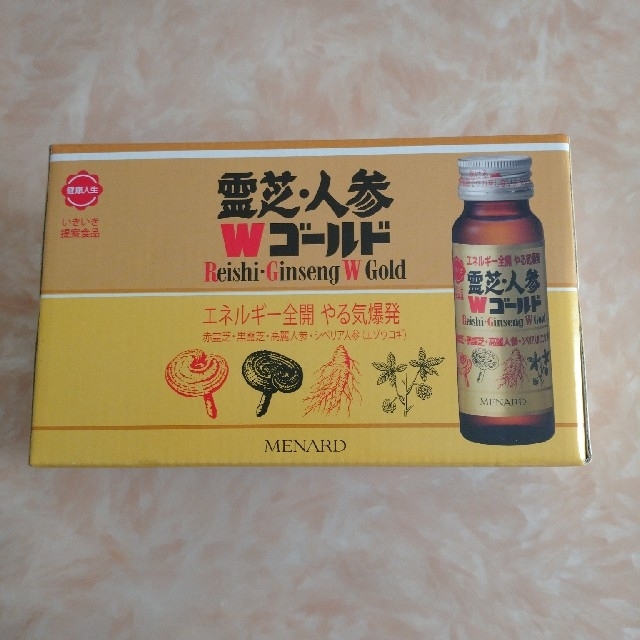 健康人生
いきいき
提案食品
霊芝・人参
Wゴールド
Reishi-Ginseng W Gold
エネルギー全開 やる気爆発
赤霊芝・黒霊芝・高麗人参・シベリア人参(エゾウコギ)
MENARD
エネルギー全開 やる気爆発
霊芝・人参
Wゴールド
Reishi-Ginseng W Gold
MENARD